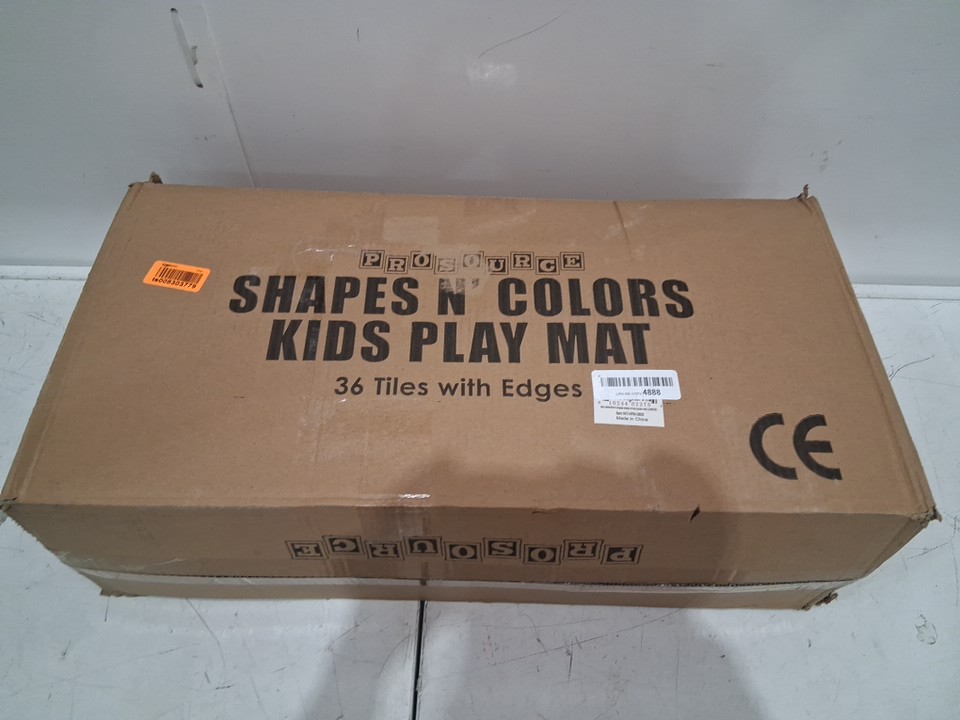 PROSOURCE
SHAPES N' COLORS
KIDS PLAY MAT
36 Tiles with Edges
4888
Made in China
CE
PROSOURCE